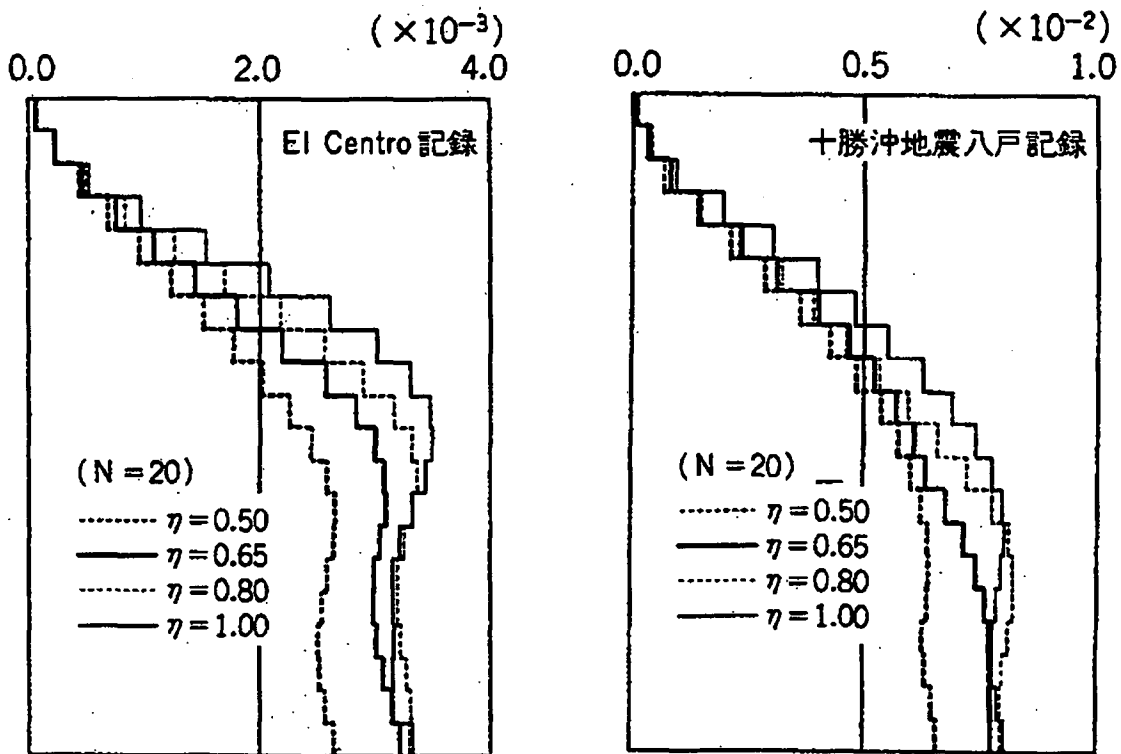 (×10⁻³)
0.0 2.0 4.0
El Centro記録
(N=20)
η=0.50
η=0.65
η=0.80
η=1.00
(×10⁻²)
0.0 0.5 1.0
十勝沖地震八戸記録
(N=20)
η=0.50
η=0.65
η=0.80
η=1.00